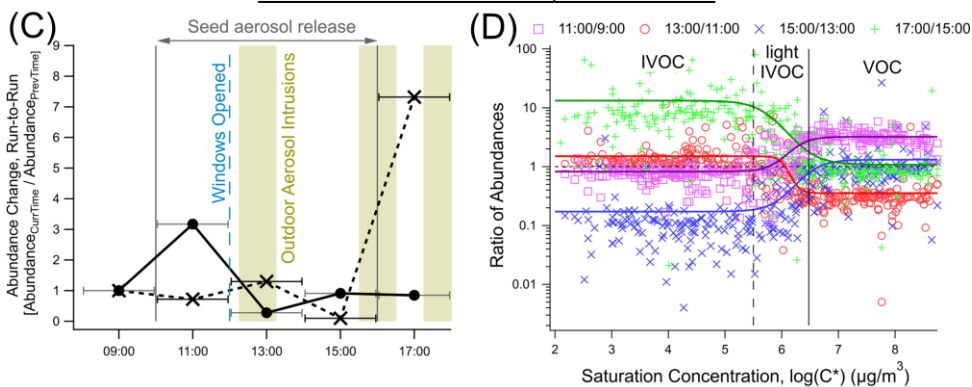 (C)
Seed aerosol release
Abundance Change, Run-to-Run
[Abundance_CurrTime / Abundance_PrevTime]
9
8
7
6
5
4
3
2
1
0
Windows Opened
Outdoor Aerosol Intrusions
09:00 11:00 13:00 15:00 17:00
(D)
11:00/9:00 13:00/11:00 15:00/13:00 17:00/15:00
Ratio of Abundances
100
10
1
0.1
0.01
IVOC
light
IVOC
VOC
2 3 4 5 6 7 8
Saturation Concentration, log(C*) (μg/m³)